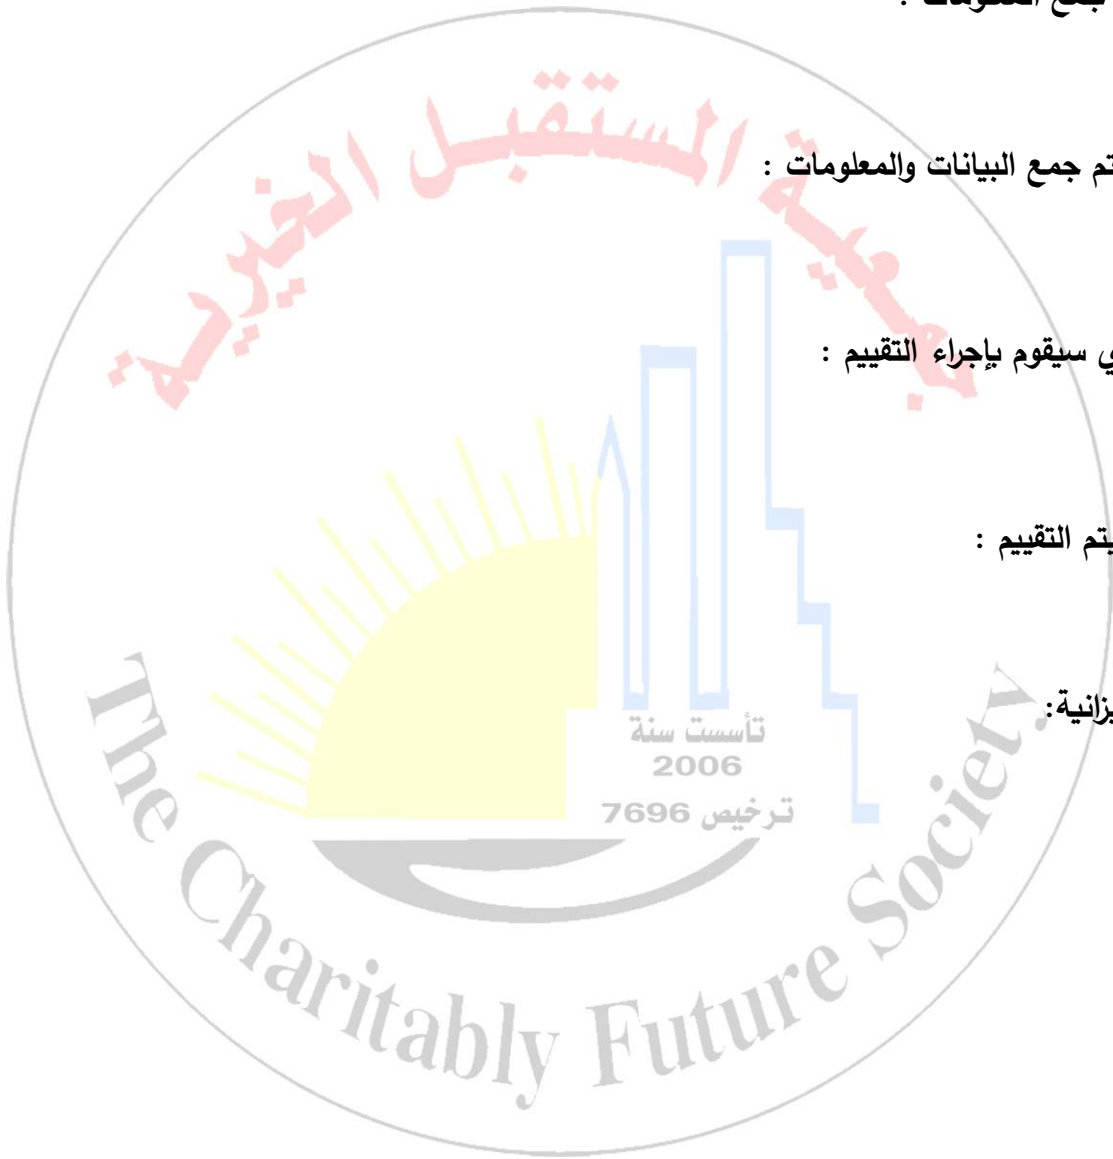 جمع المعلومات :
جمعية المستقبل الخيرية
تم جمع البيانات والمعلومات :
سيقوم بإجراء التقييم :
يتم التقييم :
تأسست سنة
2006
ترخيص 7696
The Charitably Future Society